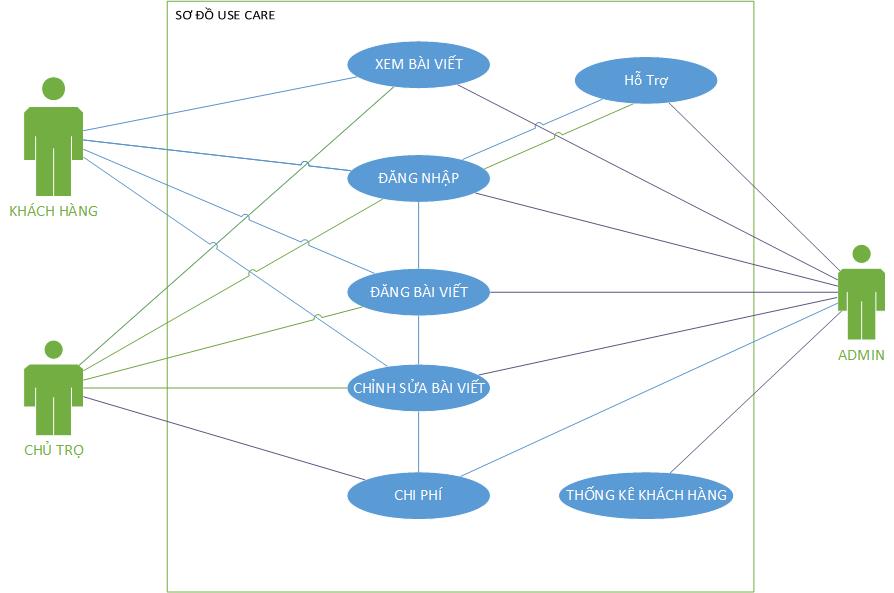 SƠ ĐỒ USE CARE
XEM BÀI VIẾT
Hỗ Trợ
ĐĂNG NHẬP
KHÁCH HÀNG
ĐĂNG BÀI VIẾT
ADMIN
CHỈNH SỬA BÀI VIẾT
CHỦ TRỌ
CHI PHÍ
THỐNG KÊ KHÁCH HÀNG